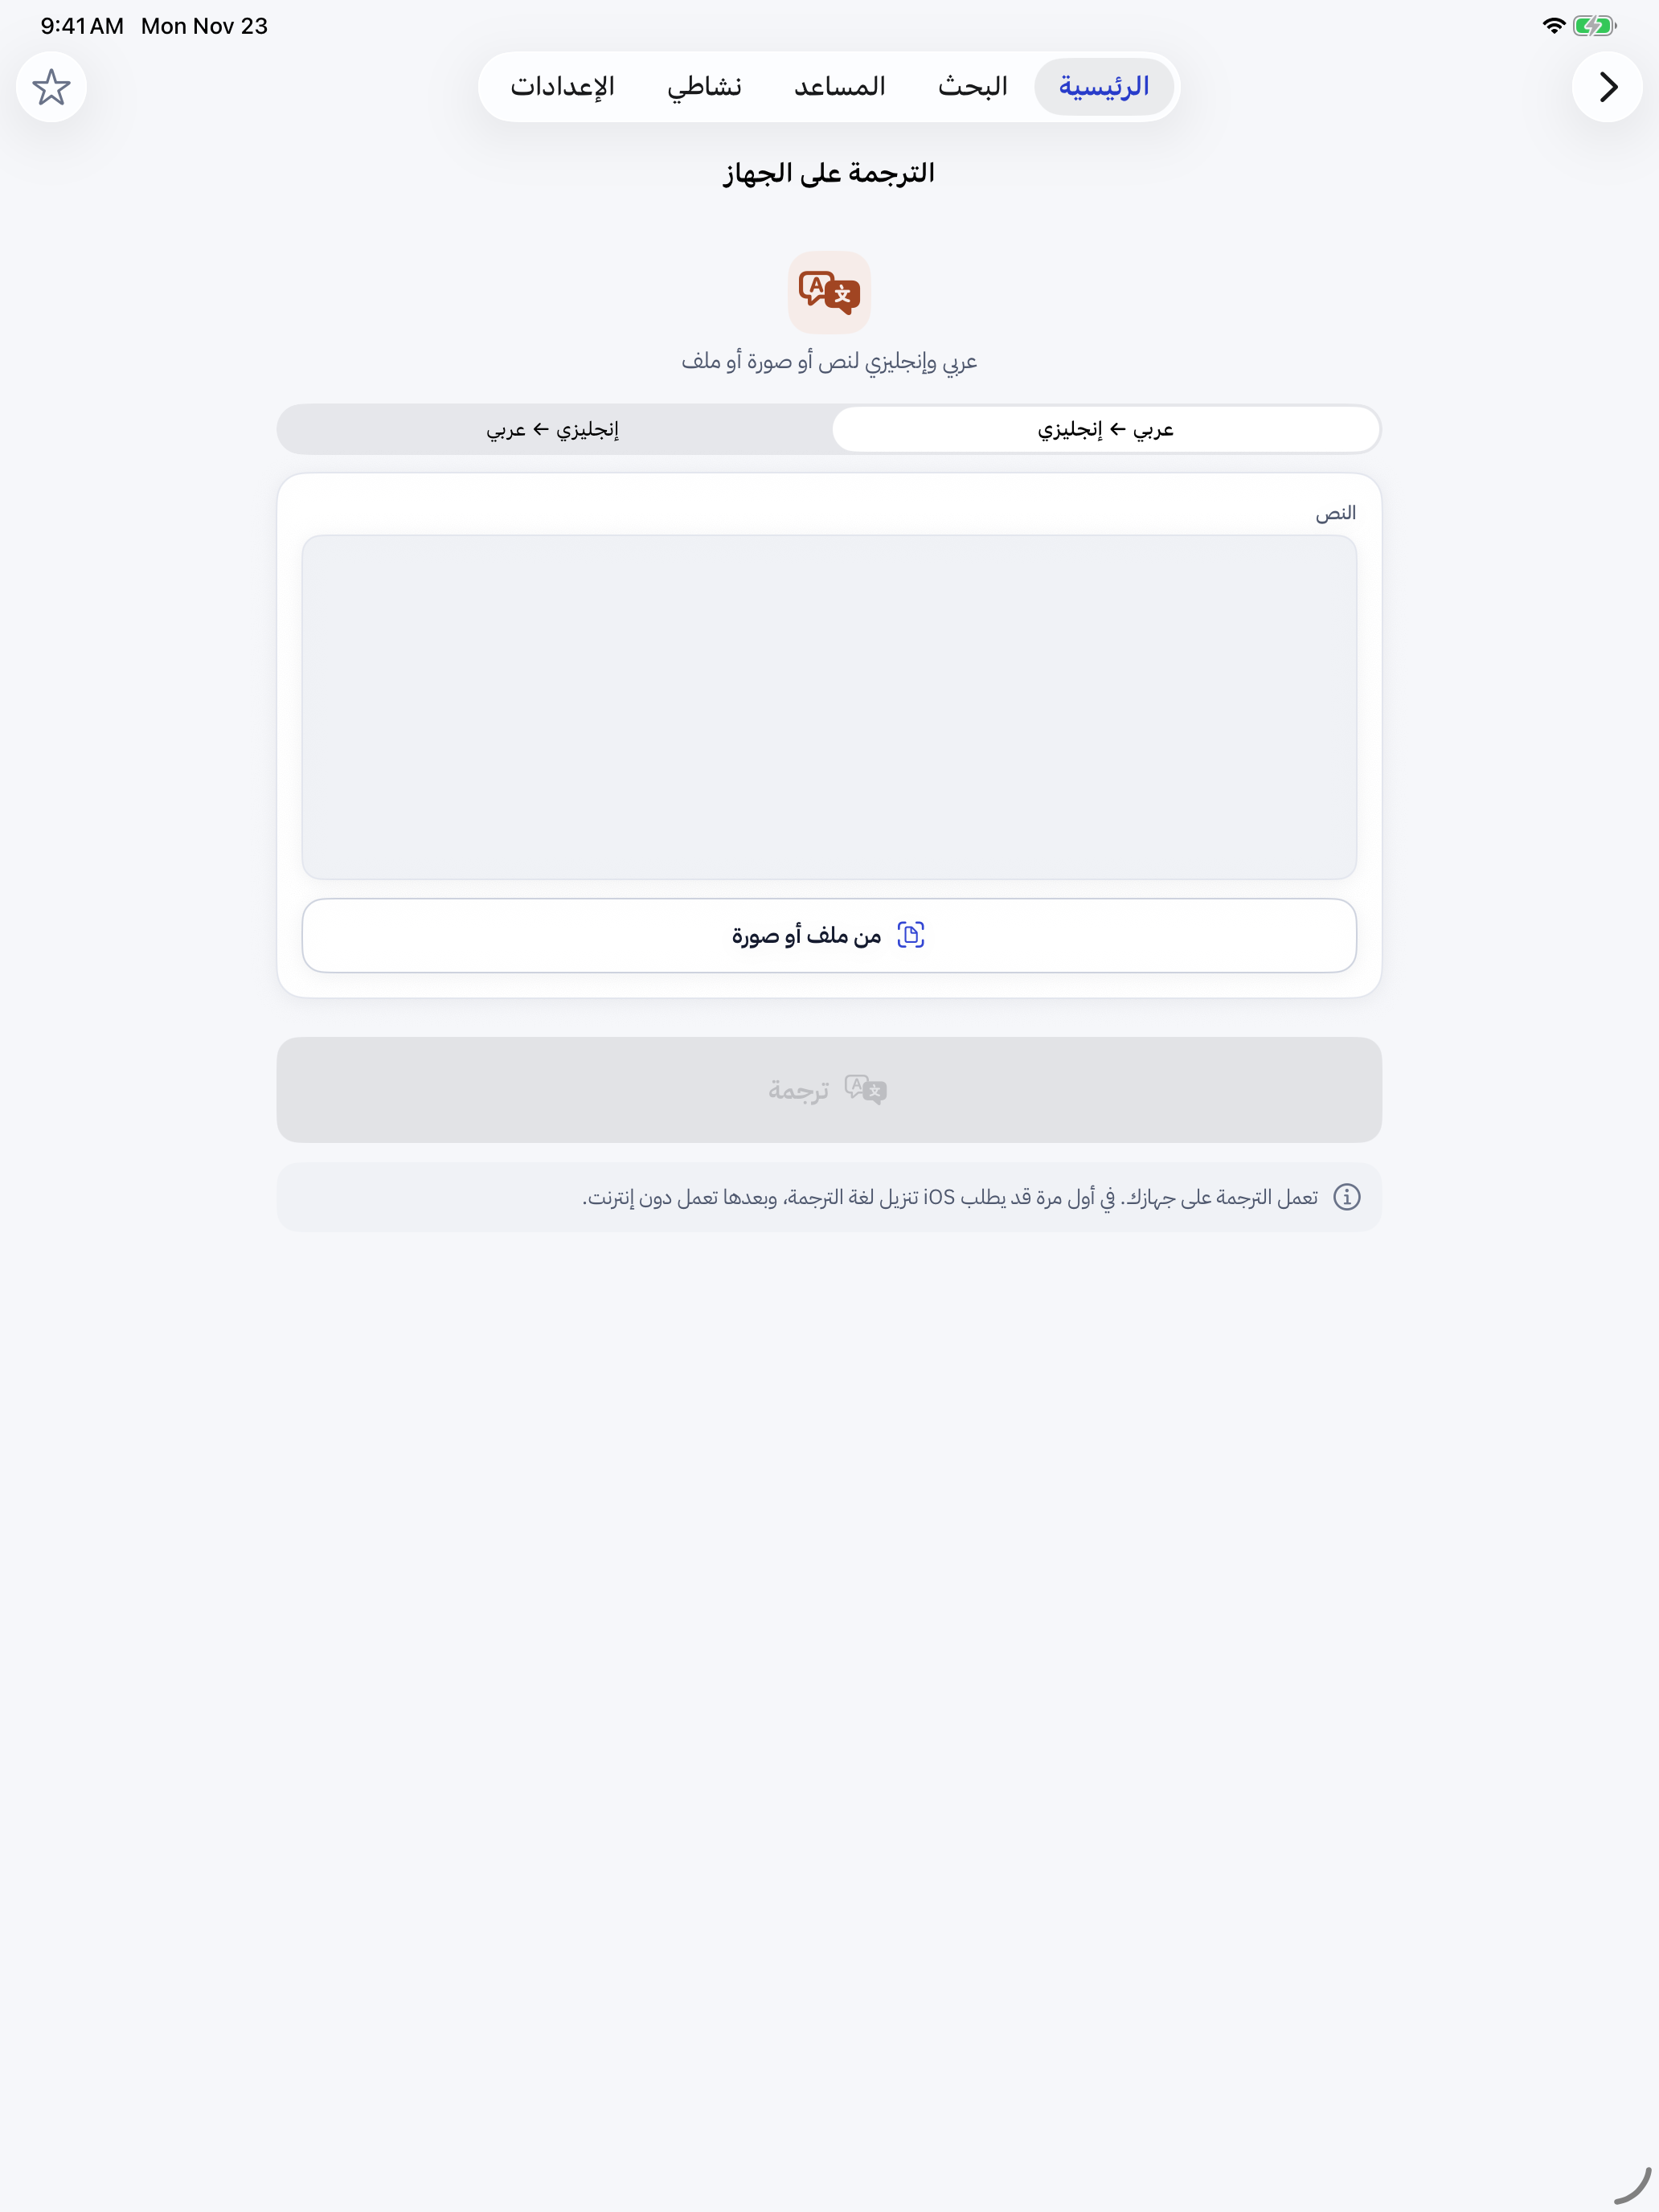 9:41 AM Mon Nov 23
الرئيسية البحث المساعد نشاطي الإعدادات
الترجمة على الجهاز
A 文
عربي وإنجليزي لنص أو صورة أو ملف
عربي ← إنجليزي
إنجليزي ← عربي
النص
من ملف أو صورة
A 文 ترجمة
تعمل الترجمة على جهازك. في أول مرة قد يطلب iOS تنزيل لغة الترجمة، وبعدها تعمل دون إنترنت.